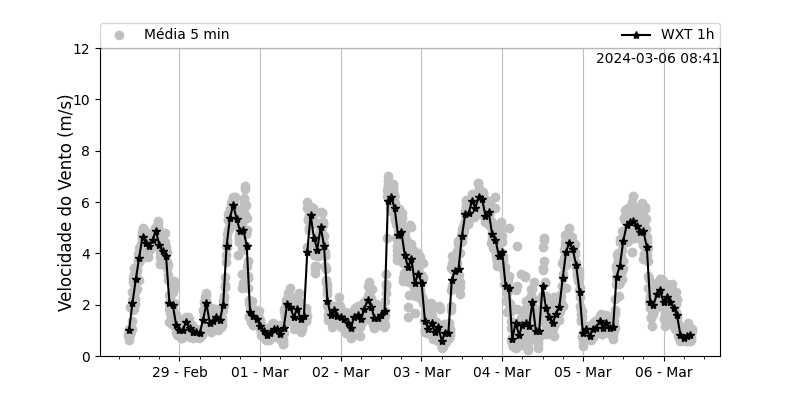 Média 5 min
WXT 1h
2024-03-06 08:41
Velocidade do Vento (m/s)
12
10
8
6
4
2
0
29 - Feb
01 - Mar
02 - Mar
03 - Mar
04 - Mar
05 - Mar
06 - Mar